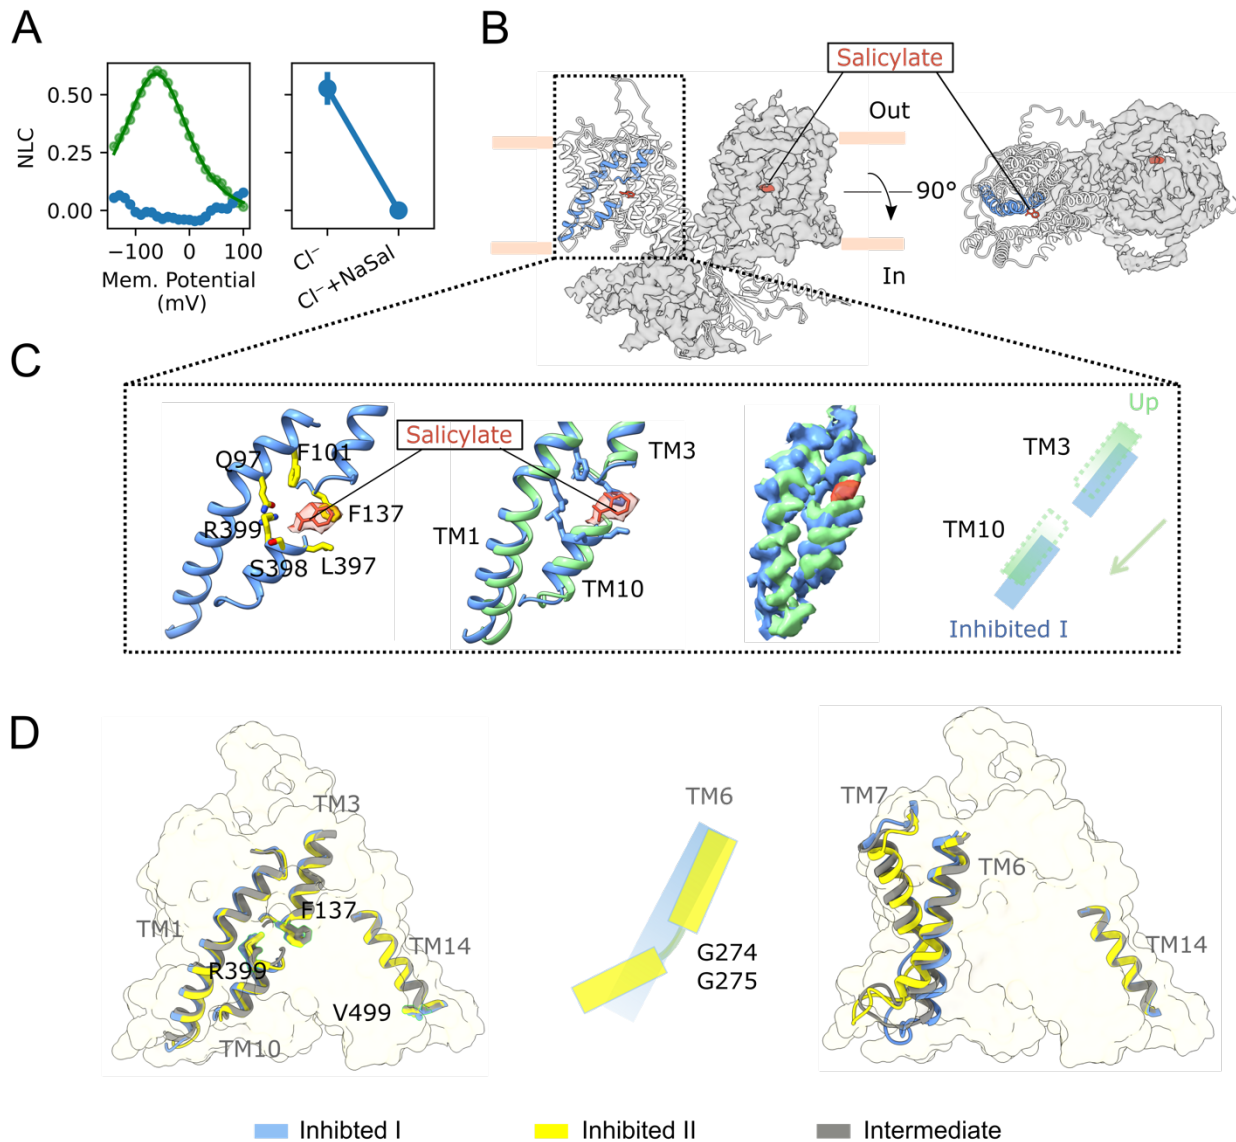 A
NLC
0.50
0.25
0.00
−100
0
100
Mem. Potential
(mV)
Cl⁻
Cl⁻+NaSal
B
Salicylate
Out
90°
In
C
Salicylate
Q97
F101
F137
R399
S398
L397
TM3
TM1
TM10
Up
TM3
TM10
Inhibited I
D
TM3
TM1
F137
R399
TM14
V499
TM10
TM6
G274
G275
TM7
TM6
TM14
Inhibted I
Inhibited II
Intermediate